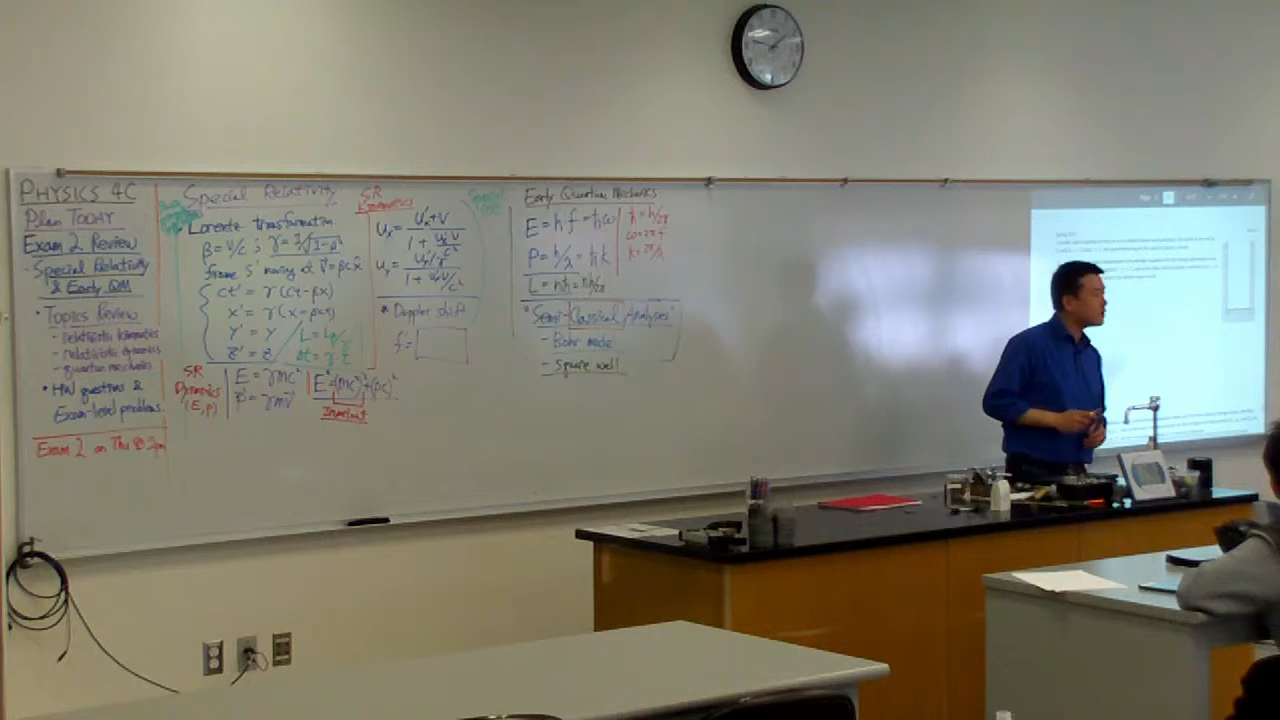 PHYSICS 4C
Plan TODAY
Exam 2 Review
- Special Relativity
& Early QM
• Topics Review
- relativistic kinematics
- relativistic dynamics
- quantum mechanics
• HW questions &
Exam-level problems
Exam 2 on Thu @ 2pm
Special Relativity
Lorentz transformation
β = v/c ; γ = 1/√1-β²
frame S' moving at v⃗ = βc x̂
ct' = γ(ct - βx)
x' = γ(x - βct)
y' = y
z' = z
L = L₀/γ
Δt = γ τ
SR
Dynamics
(E, p)
E = γmc²
p⃗ = γmv⃗
E² = (mc²)² + (pc)²
Invariant
SR
Kinematics
uₓ = uₓ' + V / 1 + uₓ'V/c²
u_y = u_y'/γ / 1 + uₓ'V/c²
* Doppler shift
f =
Early Quantum Mechanics
E = h f = ħω
P = h/λ = ħk
L = nħ = nh/2π
ħ = h/2π
ω = 2πf
k = 2π/λ
"Semi-Classical Analyses"
- Bohr model
- square well